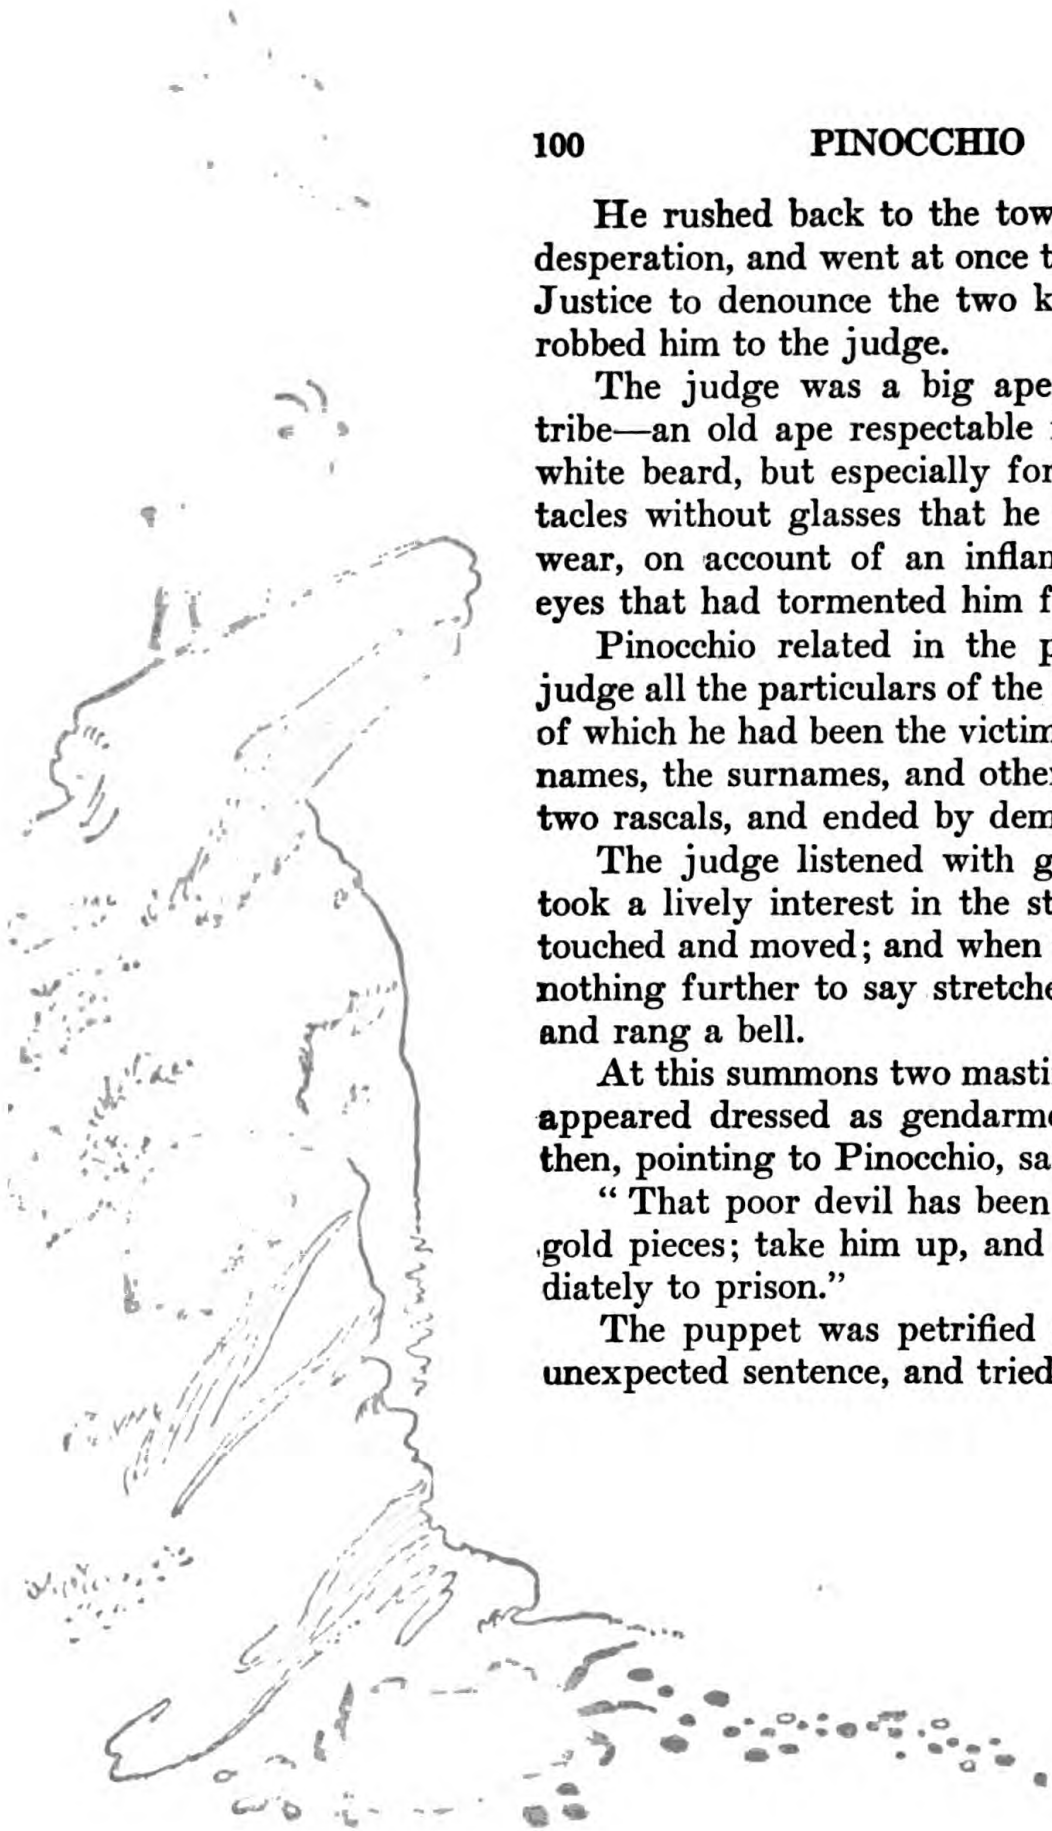 100 PINOCCHIO
He rushed back to the tow
desperation, and went at once t
Justice to denounce the two k
robbed him to the judge.
The judge was a big ape
tribe—an old ape respectable
white beard, but especially for
tacles without glasses that he
wear, on account of an inflan
eyes that had tormented him f
Pinocchio related in the p
judge all the particulars of the
of which he had been the victim
names, the surnames, and other
two rascals, and ended by dem
The judge listened with g
took a lively interest in the st
touched and moved; and when
nothing further to say stretche
and rang a bell.
At this summons two masti
appeared dressed as gendarme
then, pointing to Pinocchio, sa
“ That poor devil has been
gold pieces; take him up, and
diately to prison.”
The puppet was petrified
unexpected sentence, and tried